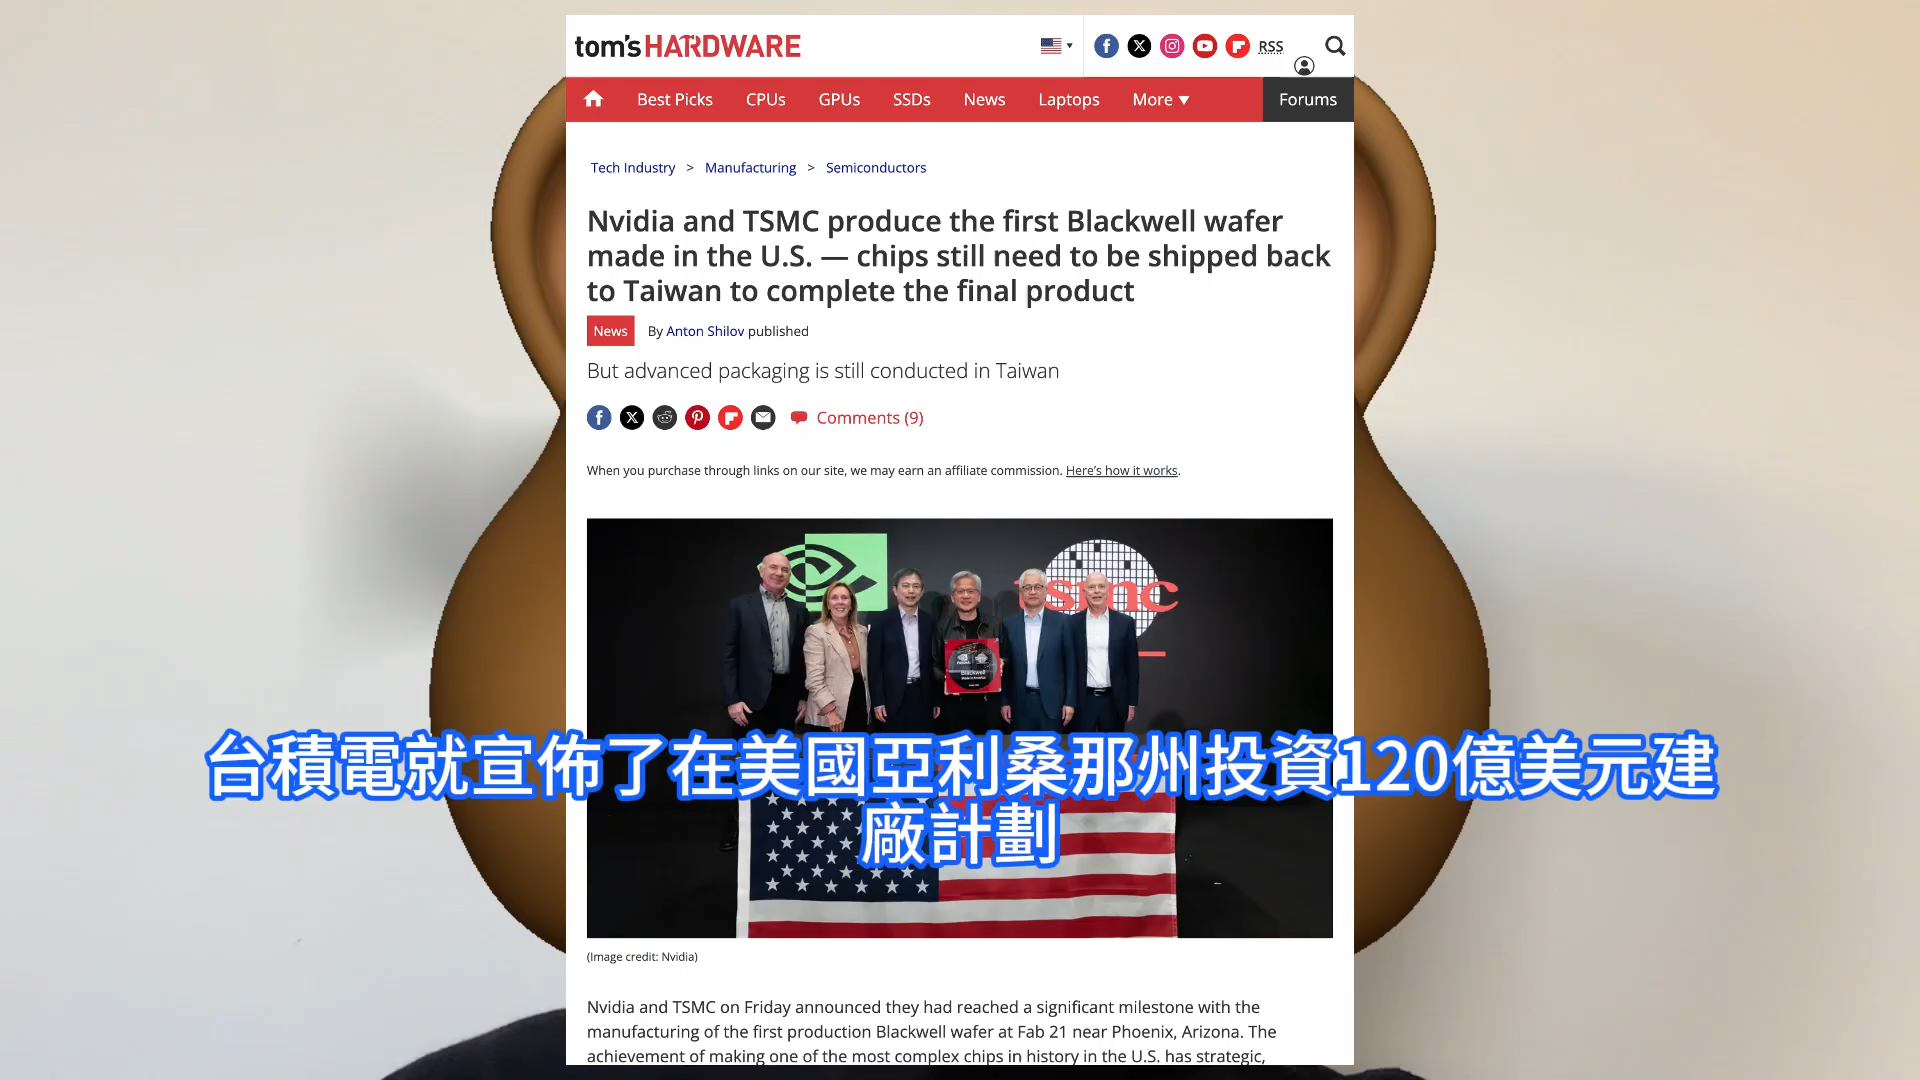 tom'sHARDWARE
RSS
Best Picks CPUs GPUs SSDs News Laptops More Forums
Tech Industry > Manufacturing > Semiconductors
Nvidia and TSMC produce the first Blackwell wafer
made in the U.S. — chips still need to be shipped back
to Taiwan to complete the final product
News By Anton Shilov published
But advanced packaging is still conducted in Taiwan
Comments (9)
When you purchase through links on our site, we may earn an affiliate commission. Here's how it works.
tsmc
Blackwell
台積電就宣佈了在美國亞利桑那州投資120億美元建
廠計劃
(Image credit: Nvidia)
Nvidia and TSMC on Friday announced they had reached a significant milestone with the
manufacturing of the first production Blackwell wafer at Fab 21 near Phoenix, Arizona. The
achievement of making one of the most complex chips in history in the U.S. has strategic,